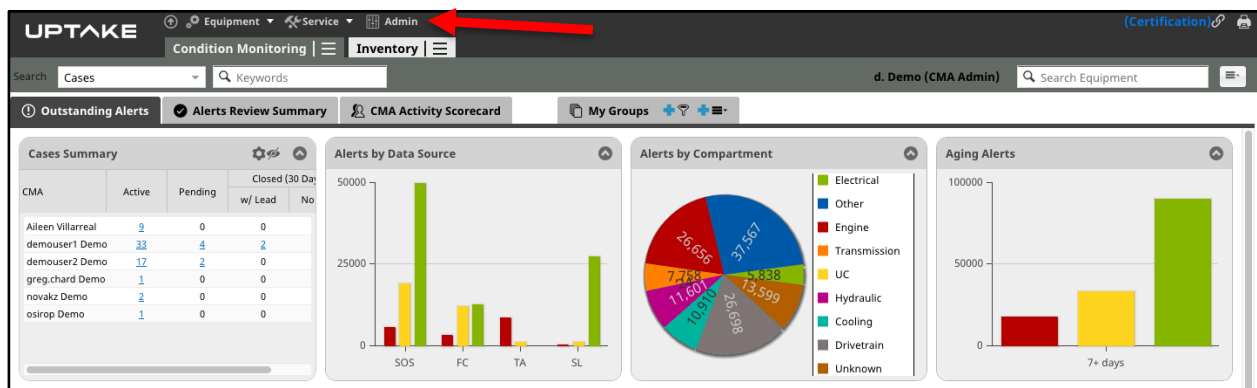 UPTAKE
Equipment Service Admin
(Certification)
Condition Monitoring Inventory
Search Cases Keywords d. Demo (CMA Admin) Search Equipment
Outstanding Alerts Alerts Review Summary CMA Activity Scorecard My Groups
Cases Summary
CMA Active Pending Closed (30 Day
w/ Lead No
Aileen Villarreal 9 0 0
demouser1 Demo 33 4 2
demouser2 Demo 17 2 0
greg.chard Demo 1 0 0
novakz Demo 2 0 0
osirop Demo 1 0 0
Alerts by Data Source
50000
25000
0
SOS FC TA SL
Alerts by Compartment
37,567
26,656
7,758
5,838
13,599
11,601
10,910
26,698
Electrical
Other
Engine
Transmission
UC
Hydraulic
Cooling
Drivetrain
Unknown
Aging Alerts
100000
50000
0
7+ days